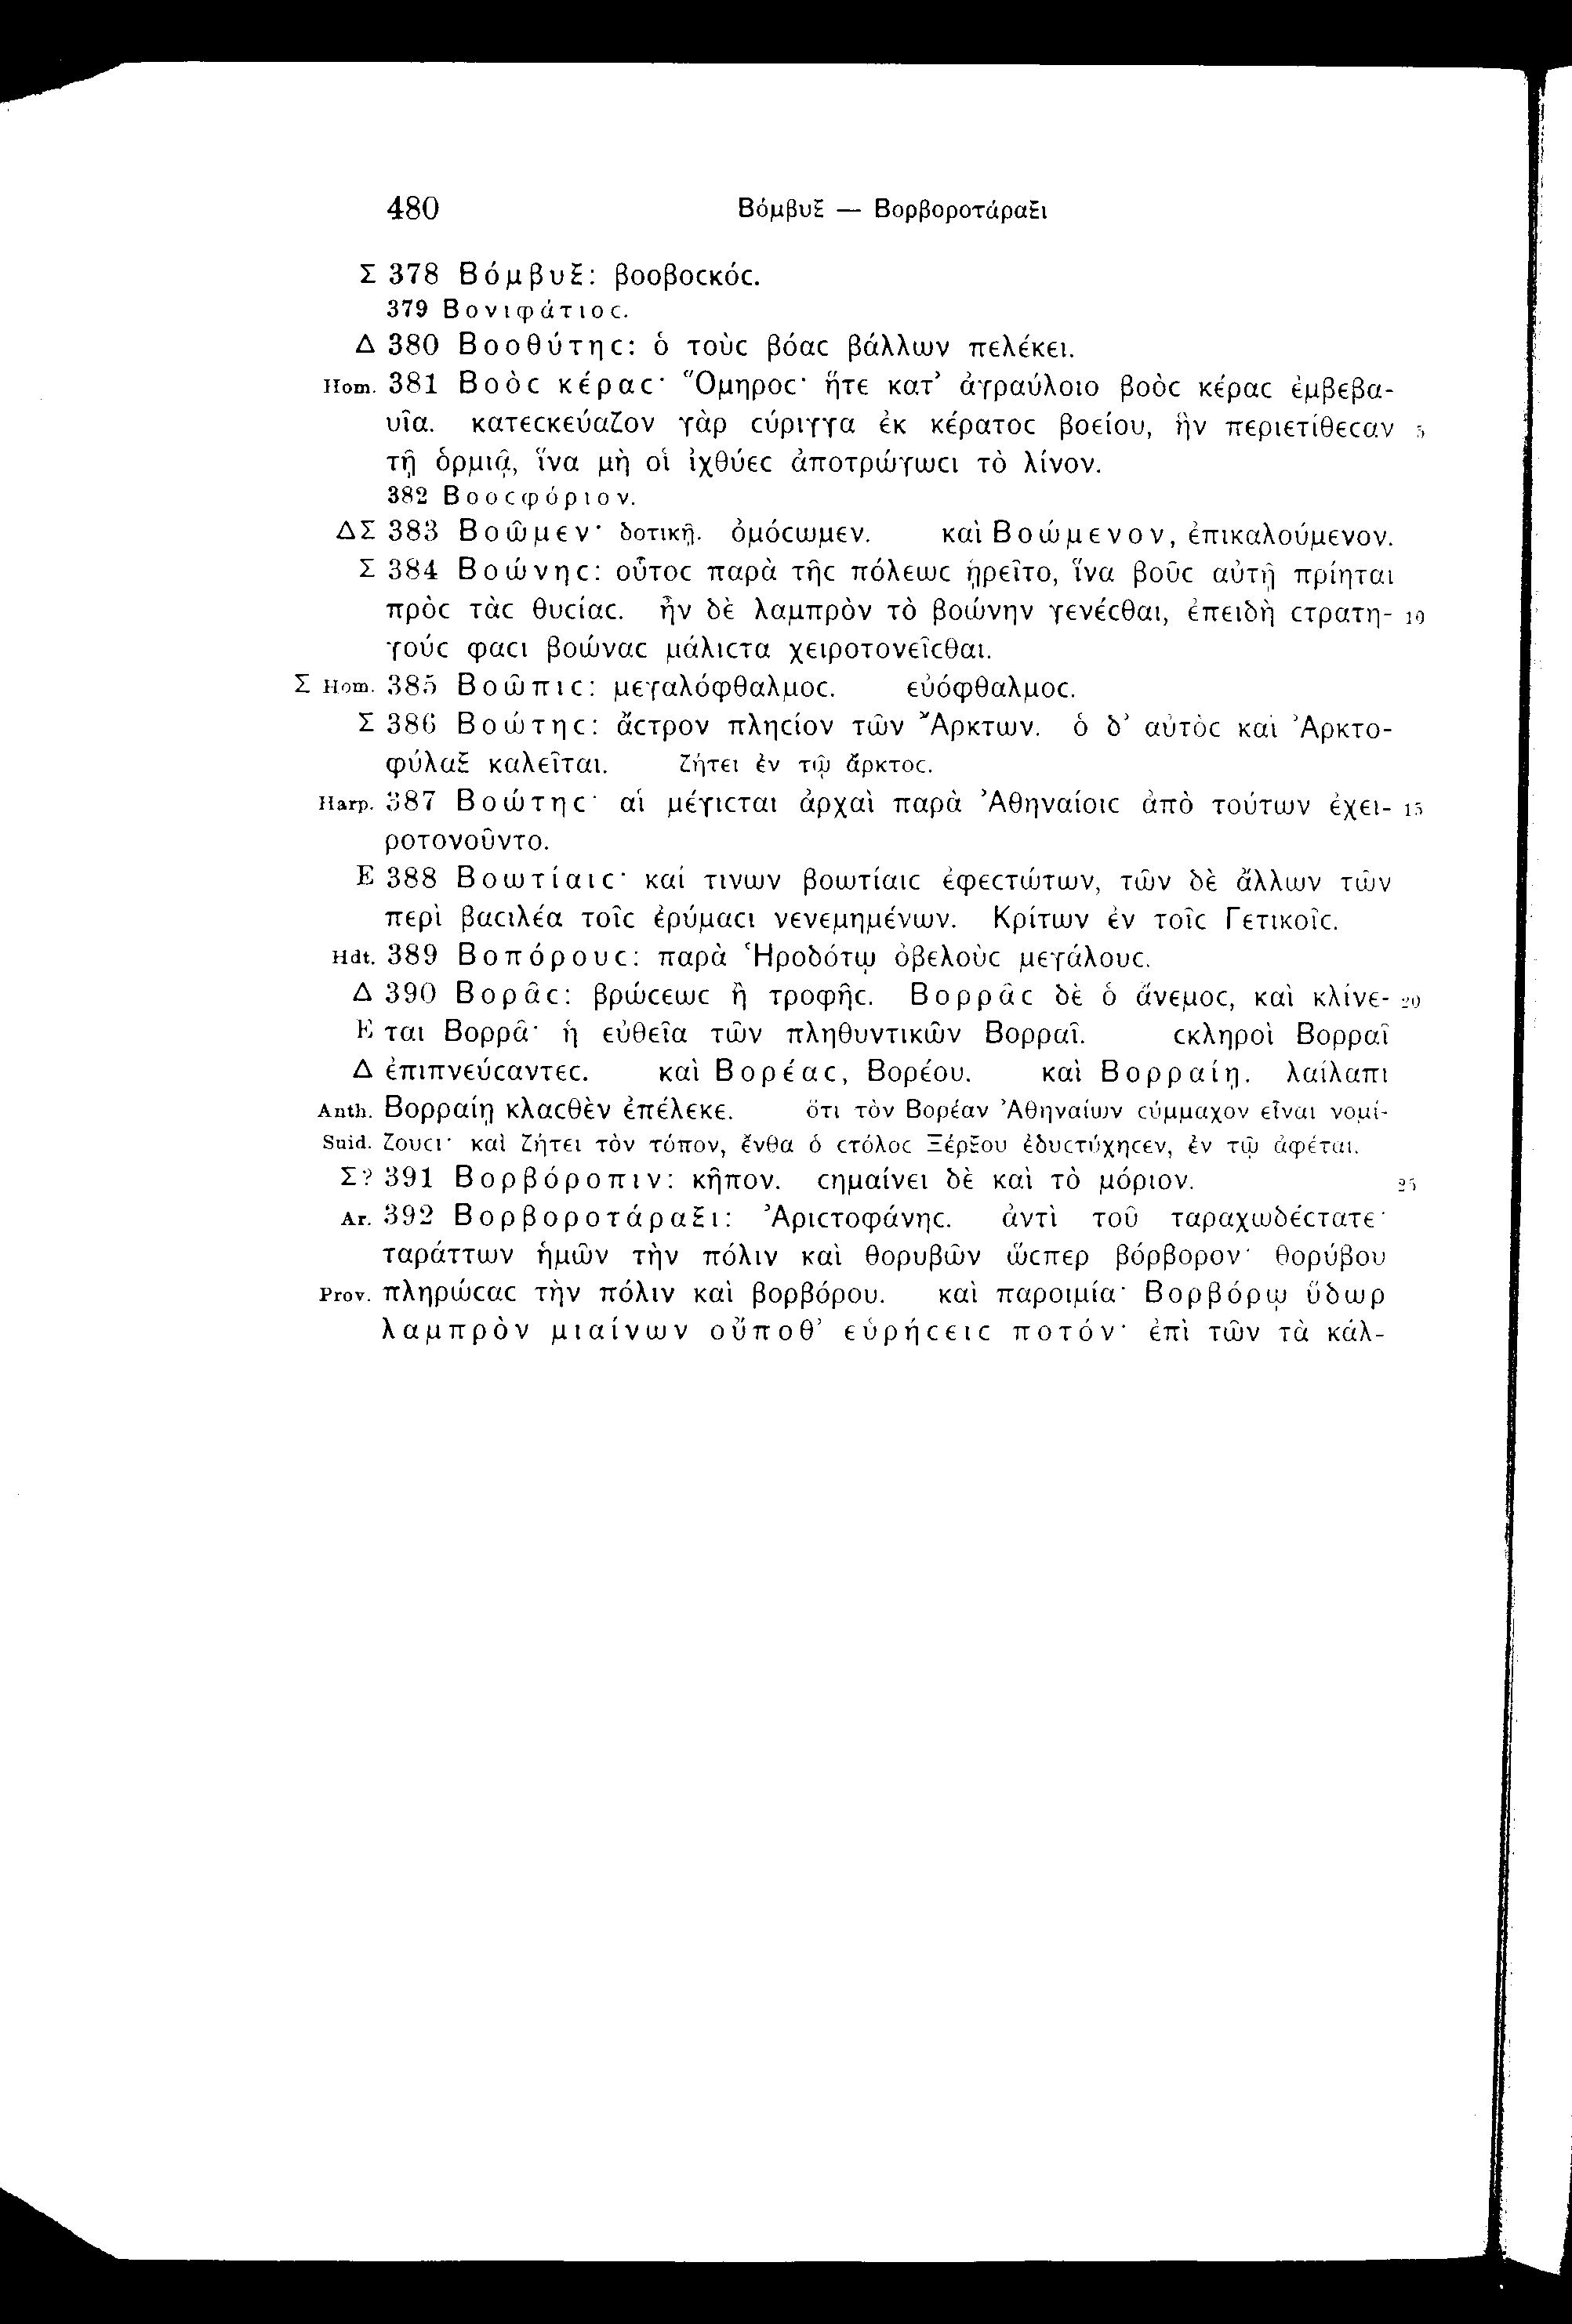 480 Βόμβυξ — Βορβοροτάραξι
Σ 378 Βόμβυξ: βοοβοϲκόϲ.
379 Βονιφάτιοϲ.
Δ 380 Βοοθύτηϲ: ὁ τοὺϲ βόαϲ βάλλων πελέκει.
Hom. 381 Βοὸϲ κέραϲ· Ὅμηροϲ· ἥτε κατ’ ἀγραύλοιο βοὸϲ κέραϲ ἐμβεβα-
υῖα. κατεϲκεύαζον γὰρ ϲύριγγα ἐκ κέρατοϲ βοείου, ἣν περιετίθεϲαν 5
τῇ ὁρμιᾷ, ἵνα μὴ οἱ ἰχθύεϲ ἀποτρώγωϲι τὸ λίνον.
382 Βοοϲφόριον.
ΔΣ 383 Βοῶμεν· δοτικῇ. ὀμόϲωμεν. καὶ Βοώμενον, ἐπικαλούμενον.
Σ 384 Βοώνηϲ: οὗτοϲ παρὰ τῆϲ πόλεωϲ ᾑρεῖτο, ἵνα βοῦϲ αὐτῇ πρίηται
πρὸϲ τὰϲ θυϲίαϲ. ἦν δὲ λαμπρὸν τὸ βοώνην γενέϲθαι, ἐπειδὴ ϲτρατη- 10
γούϲ φαϲι βοώναϲ μάλιϲτα χειροτονεῖϲθαι.
Σ Hom. 385 Βοῶπιϲ: μεγαλόφθαλμοϲ. εὐόφθαλμοϲ.
Σ 386 Βοώτηϲ: ἄϲτρον πληϲίον τῶν Ἄρκτων. ὁ δ’ αὐτὸϲ καὶ Ἀρκτο-
φύλαξ καλεῖται. ζήτει ἐν τῷ ἄρκτοϲ.
Harp. 387 Βοώτηϲ· αἱ μέγιϲται ἀρχαὶ παρὰ Ἀθηναίοιϲ ἀπὸ τούτων ἐχει- 15
ροτονοῦντο.
Ε 388 Βοωτίαιϲ· καί τινων βοωτίαιϲ ἐφεϲτώτων, τῶν δὲ ἄλλων τῶν
περὶ βαϲιλέα τοῖϲ ἐρύμαϲι νενεμημένων. Κρίτων ἐν τοῖϲ Γετικοῖϲ.
Hdt. 389 Βοπόρουϲ: παρὰ Ἡροδότῳ ὀβελοὺϲ μεγάλουϲ.
Δ 390 Βορᾶϲ: βρώϲεωϲ ἢ τροφῆϲ. Βορρᾶϲ δὲ ὁ ἄνεμοϲ, καὶ κλίνε- 20
Ε ται Βορρᾶ· ἡ εὐθεῖα τῶν πληθυντικῶν Βορραῖ. ϲκληροὶ Βορραῖ
Δ ἐπιπνεύϲαντεϲ. καὶ Βορέαϲ, Βορέου. καὶ Βορραίῃ. λαίλαπι
Anth. Βορραίῃ κλαϲθὲν ἐπέλεκε. ὅτι τὸν Βορέαν Ἀθηναίων ϲύμμαχον εἶναι νομί-
Suid. ζουϲι· καὶ ζήτει τὸν τόπον, ἔνθα ὁ ϲτόλοϲ Ξέρξου ἐδυϲτύχηϲεν, ἐν τῷ ἀφέται.
Σ? 391 Βορβόροπιν: κῆπον. ϲημαίνει δὲ καὶ τὸ μόριον. 25
Ar. 392 Βορβοροτάραξι: Ἀριϲτοφάνηϲ. ἀντὶ τοῦ ταραχωδέϲτατε·
ταράττων ἡμῶν τὴν πόλιν καὶ θορυβῶν ὥϲπερ βόρβορον· θορύβου
Prov. πληρώϲαϲ τὴν πόλιν καὶ βορβόρου. καὶ παροιμία· Βορβόρῳ ὕδωρ
λαμπρὸν μιαίνων οὔποθ’ εὑρήϲειϲ ποτόν· ἐπὶ τῶν τὰ κάλ-